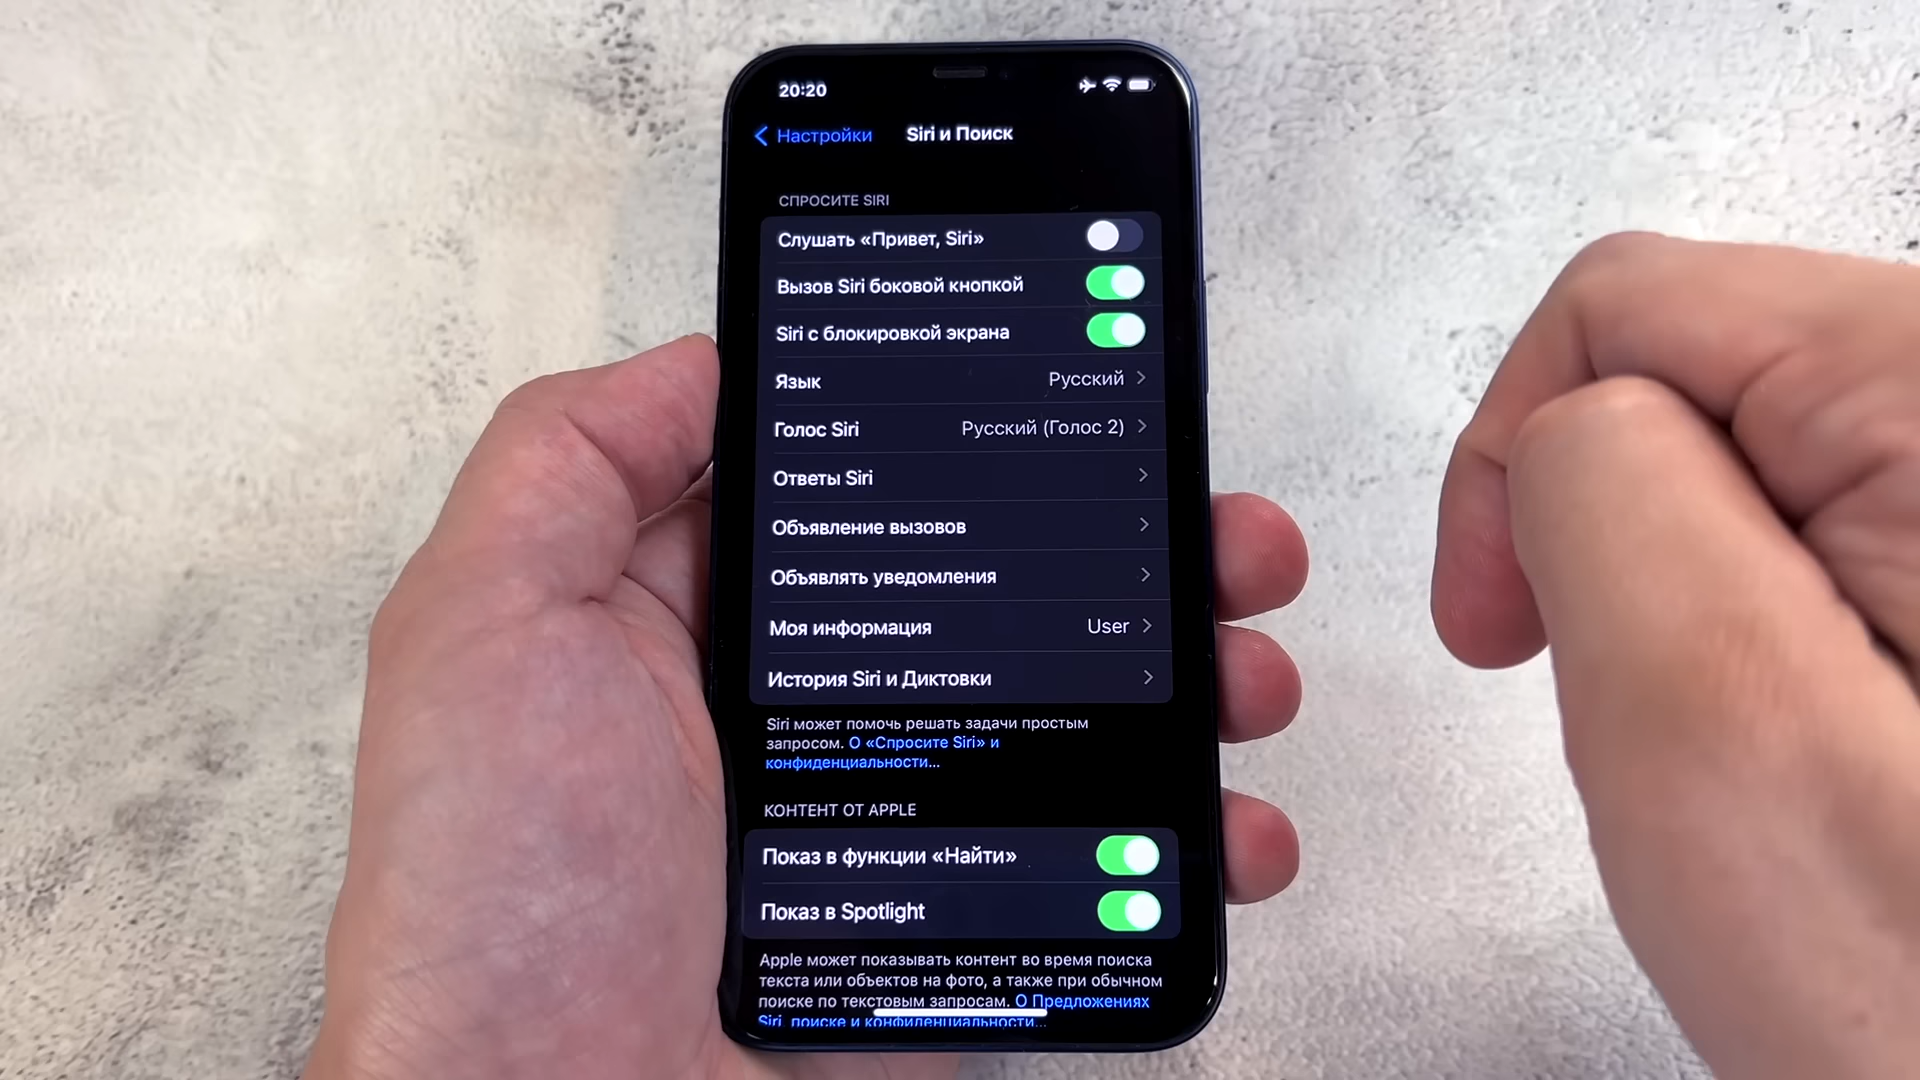 20:20
Настройки
Siri и Поиск
СПРОСИТЕ SIRI
Слушать «Привет, Siri»
Вызов Siri боковой кнопкой
Siri с блокировкой экрана
Язык Русский
Голос Siri Русский (Голос 2)
Ответы Siri
Объявление вызовов
Объявлять уведомления
Моя информация User
История Siri и Диктовки
Siri может помочь решать задачи простым
запросом. О «Спросите Siri» и
конфиденциальности...
КОНТЕНТ ОТ APPLE
Показ в функции «Найти»
Показ в Spotlight
Apple может показывать контент во время поиска
текста или объектов на фото, а также при обычном
поиске по текстовым запросам. О Предложениях
Siri, поиске и конфиденциальности...